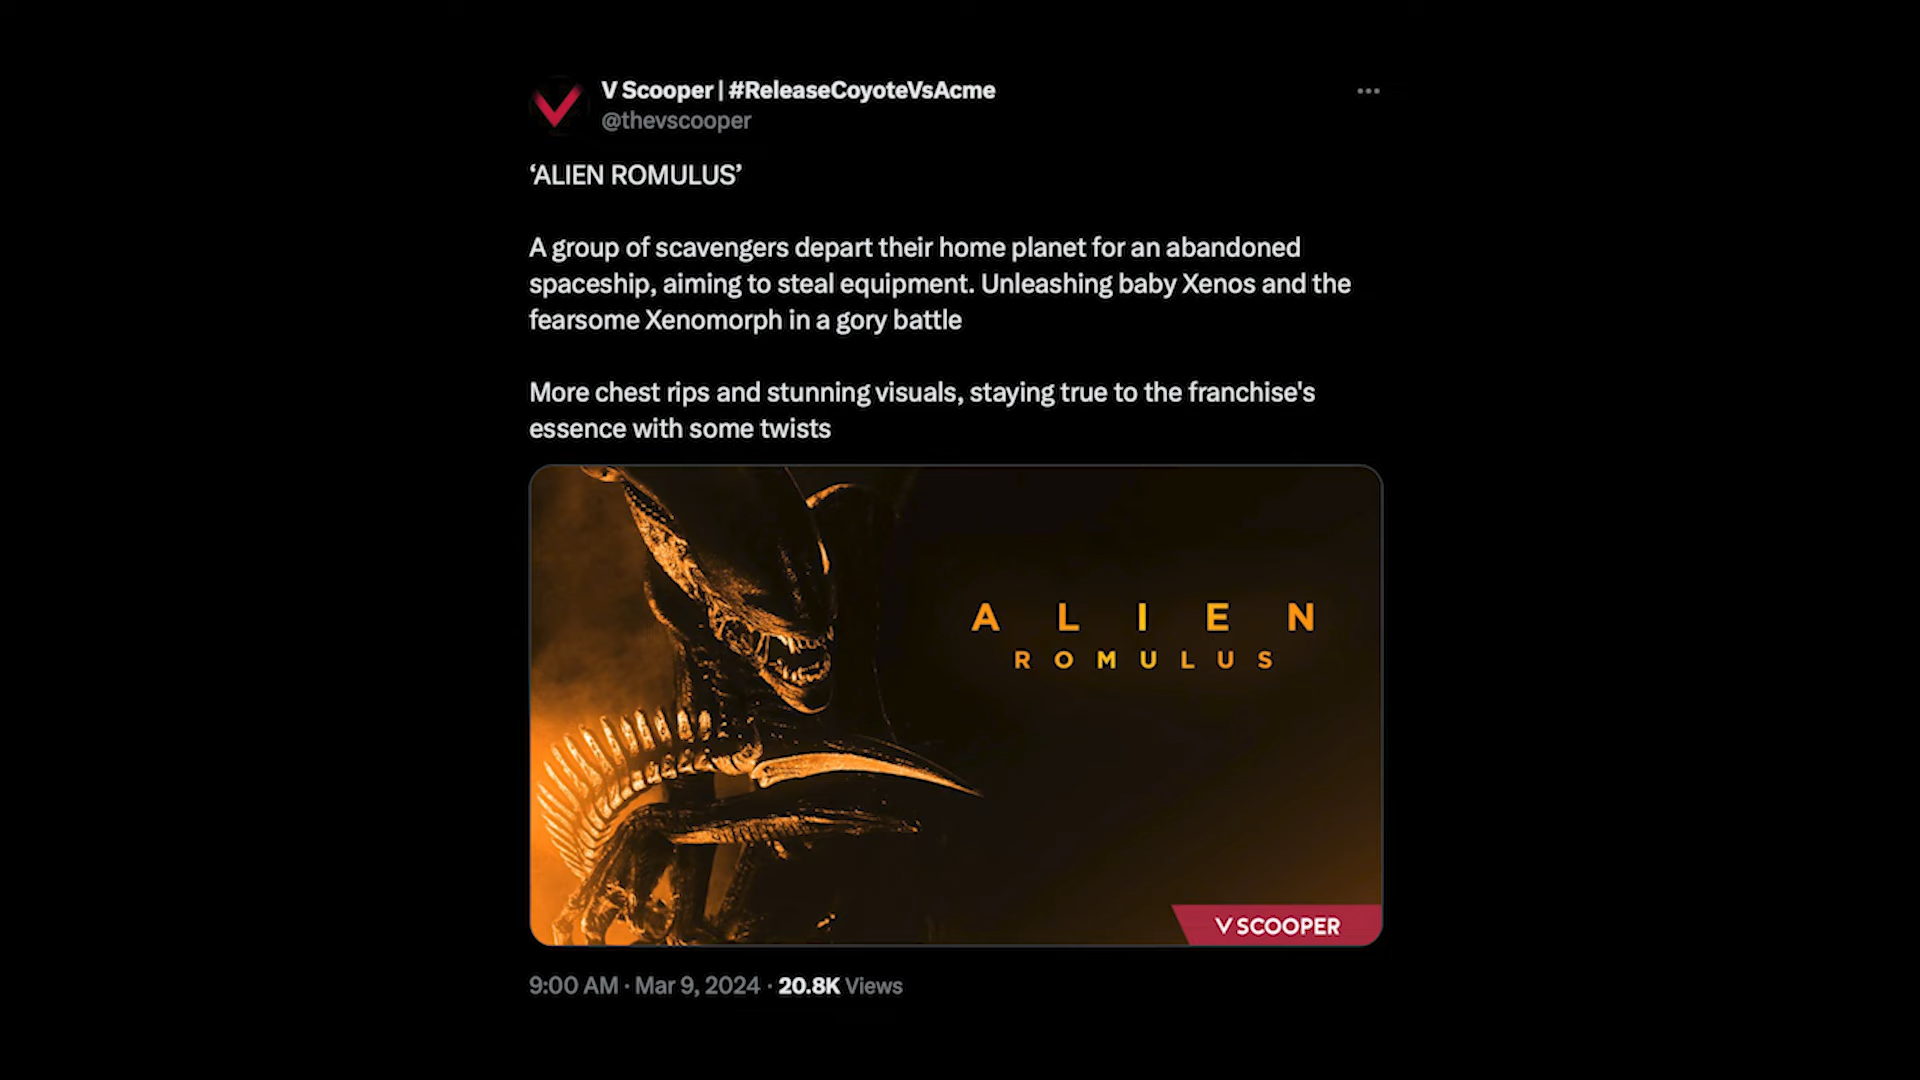 V Scooper | #ReleaseCoyoteVsAcme
@thevscooper
‘ALIEN ROMULUS’
A group of scavengers depart their home planet for an abandoned
spaceship, aiming to steal equipment. Unleashing baby Xenos and the
fearsome Xenomorph in a gory battle
More chest rips and stunning visuals, staying true to the franchise's
essence with some twists
ALIEN
ROMULUS
V SCOOPER
9:00 AM · Mar 9, 2024 · 20.8K Views